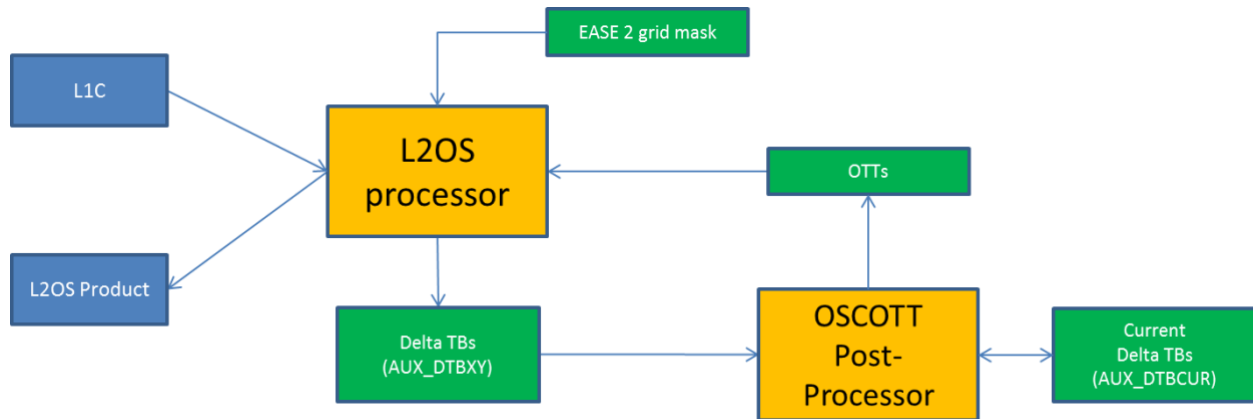 EASE 2 grid mask
L1C
L2OS
processor
OTTs
L2OS Product
Delta TBs
(AUX_DTBXY)
OSCOTT
Post-
Processor
Current
Delta TBs
(AUX_DTBCUR)